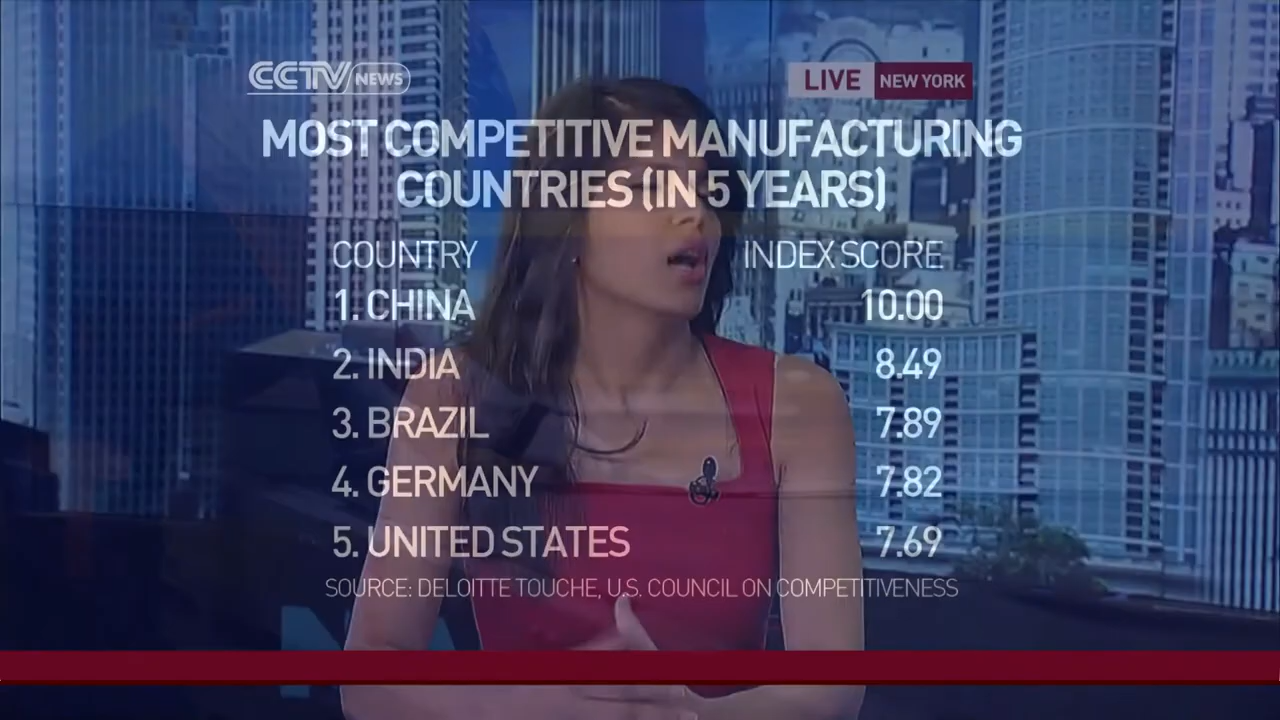 CCTV NEWS
LIVE NEW YORK
MOST COMPETITIVE MANUFACTURING
COUNTRIES (IN 5 YEARS)
COUNTRY INDEX SCORE
1. CHINA 10.00
2. INDIA 8.49
3. BRAZIL 7.89
4. GERMANY 7.82
5. UNITED STATES 7.69
SOURCE: DELOITTE TOUCHE, U.S. COUNCIL ON COMPETITIVENESS